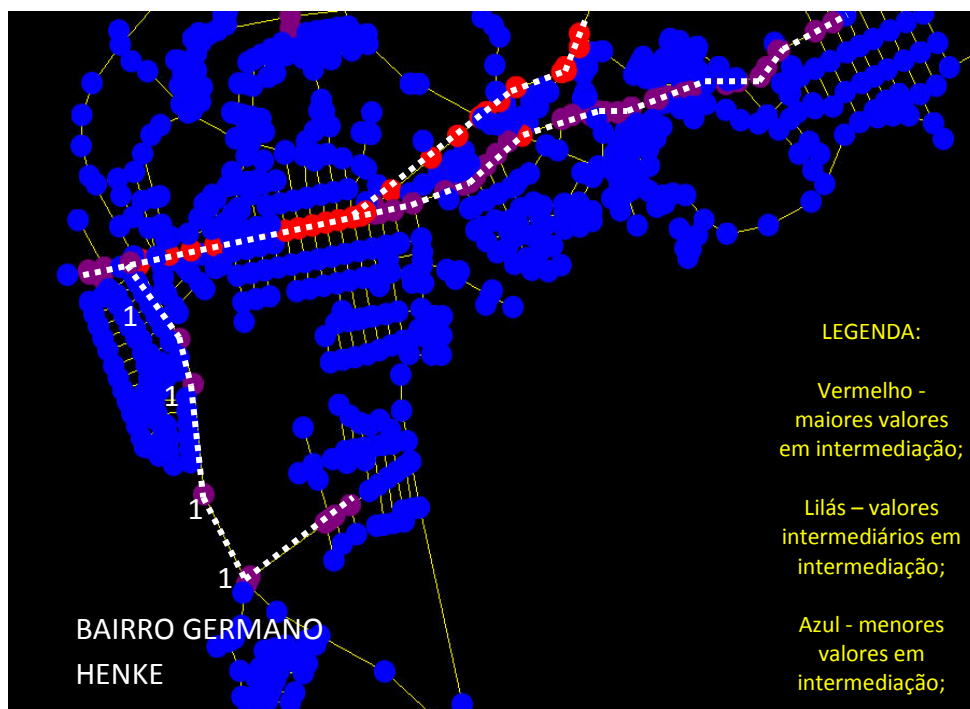 1
1
1
1
BAIRRO GERMANO
HENKE
LEGENDA:
Vermelho -
maiores valores
em intermediação;
Lilás – valores
intermediários em
intermediação;
Azul - menores
valores em
intermediação;